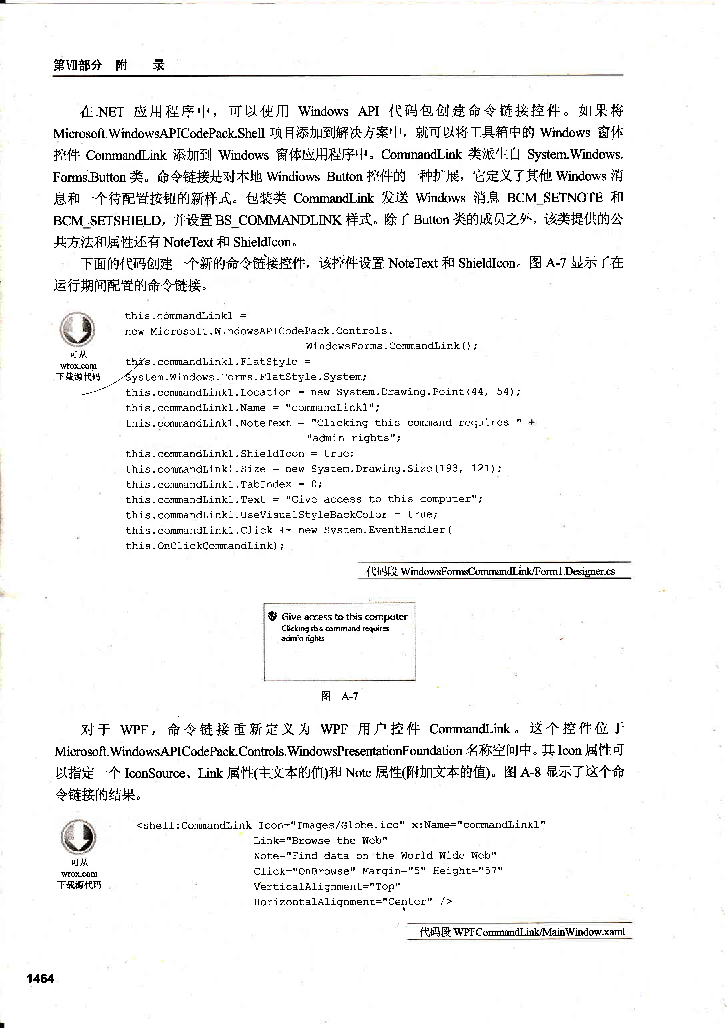 第Ⅶ部分 附 录
在.NET 应用程序中，可以使用 Windows API 代码包创建命令链接控件。如果将
Microsoft.WindowsAPICodePack.Shell 项目添加到解决方案中，就可以将工具箱中的 Windows 窗体
控件 CommandLink 添加到 Windows 窗体应用程序中。CommandLink 类派生自 System.Windows.
Forms.Button 类。命令链接是对本地 Windiows Button 控件的一种扩展，它定义了其他 Windows 消
息和一个待配置按钮的新样式。包装类 CommandLink 发送 Windows 消息 BCM_SETNOTE 和
BCM_SETSHIELD，并设置 BS_COMMANDLINK 样式。除了 Button 类的成员之外，该类提供的公
共方法和属性还有 NoteText 和 ShieldIcon。
下面的代码创建一个新的命令链接控件，该控件设置 NoteText 和 ShieldIcon。图 A-7 显示了在
运行期间配置的命令链接。
可从
wrox.com
下载源代码
this.commandLink1 =
new Microsoft.WindowsAPICodePack.Controls.
WindowsForms.CommandLink();
this.commandLink1.FlatStyle =
System.Windows.Forms.FlatStyle.System;
this.commandLink1.Location = new System.Drawing.Point(44, 54);
this.commandLink1.Name = "commandLink1";
this.commandLink1.NoteText = "Clicking this command requires " +
"admin rights";
this.commandLink1.ShieldIcon = true;
this.commandLink1.Size = new System.Drawing.Size(193, 121);
this.commandLink1.TabIndex = 0;
this.commandLink1.Text = "Give access to this computer";
this.commandLink1.UseVisualStyleBackColor = true;
this.commandLink1.Click += new System.EventHandler(
this.OnClickCommandLink);
代码段 WindowsFormsCommandLink/Form1.Designer.cs
Give access to this computer
Clicking this command requires
admin rights
图 A-7
对于 WPF，命令链接重新定义为 WPF 用户控件 CommandLink。这个控件位于
Microsoft.WindowsAPICodePack.Controls.WindowsPresentationFoundation 名称空间中。其 Icon 属性可
以指定一个 IconSource、Link 属性(主文本的值)和 Note 属性(附加文本的值)。图 A-8 显示了这个命
令链接的结果。
可从
wrox.com
下载源代码
<shell:CommandLink Icon="Images/Globe.ico" x:Name="commandLink1"
Link="Browse the Web"
Note="Find data on the World Wide Web"
Click="OnBrowse" Margin="5" Height="57"
VerticalAlignment="Top"
HorizontalAlignment="Center" />
代码段 WPFCommandLink/MainWindow.xaml
1464